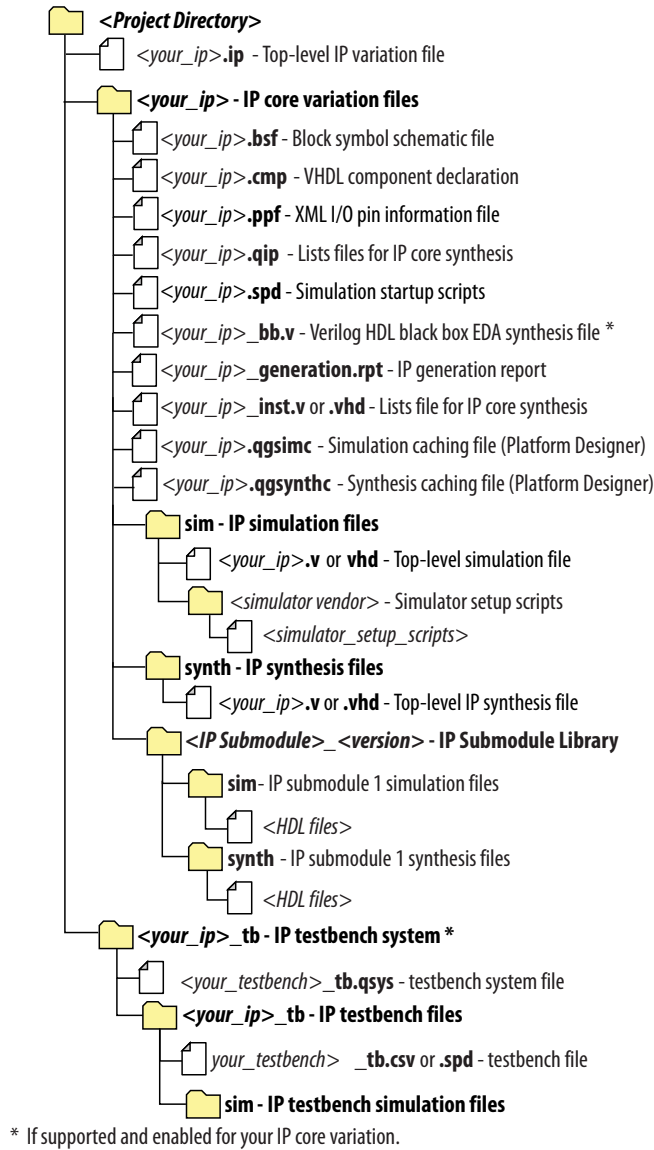 <Project Directory>
<your_ip>.ip - Top-level IP variation file
<your_ip> - IP core variation files
<your_ip>.bsf - Block symbol schematic file
<your_ip>.cmp - VHDL component declaration
<your_ip>.ppf - XML I/O pin information file
<your_ip>.qip - Lists files for IP core synthesis
<your_ip>.spd - Simulation startup scripts
<your_ip>_bb.v - Verilog HDL black box EDA synthesis file *
<your_ip>_generation.rpt - IP generation report
<your_ip>_inst.v or .vhd - Lists file for IP core synthesis
<your_ip>.qgsimc - Simulation caching file (Platform Designer)
<your_ip>.qgsynthc - Synthesis caching file (Platform Designer)
sim - IP simulation files
<your_ip>.v or vhd - Top-level simulation file
<simulator vendor> - Simulator setup scripts
<simulator_setup_scripts>
synth - IP synthesis files
<your_ip>.v or .vhd - Top-level IP synthesis file
<IP Submodule>_<version> - IP Submodule Library
sim- IP submodule 1 simulation files
<HDL files>
synth - IP submodule 1 synthesis files
<HDL files>
<your_ip>_tb - IP testbench system *
<your_testbench>_tb.qsys - testbench system file
<your_ip>_tb - IP testbench files
your_testbench> _tb.csv or .spd - testbench file
sim - IP testbench simulation files
* If supported and enabled for your IP core variation.